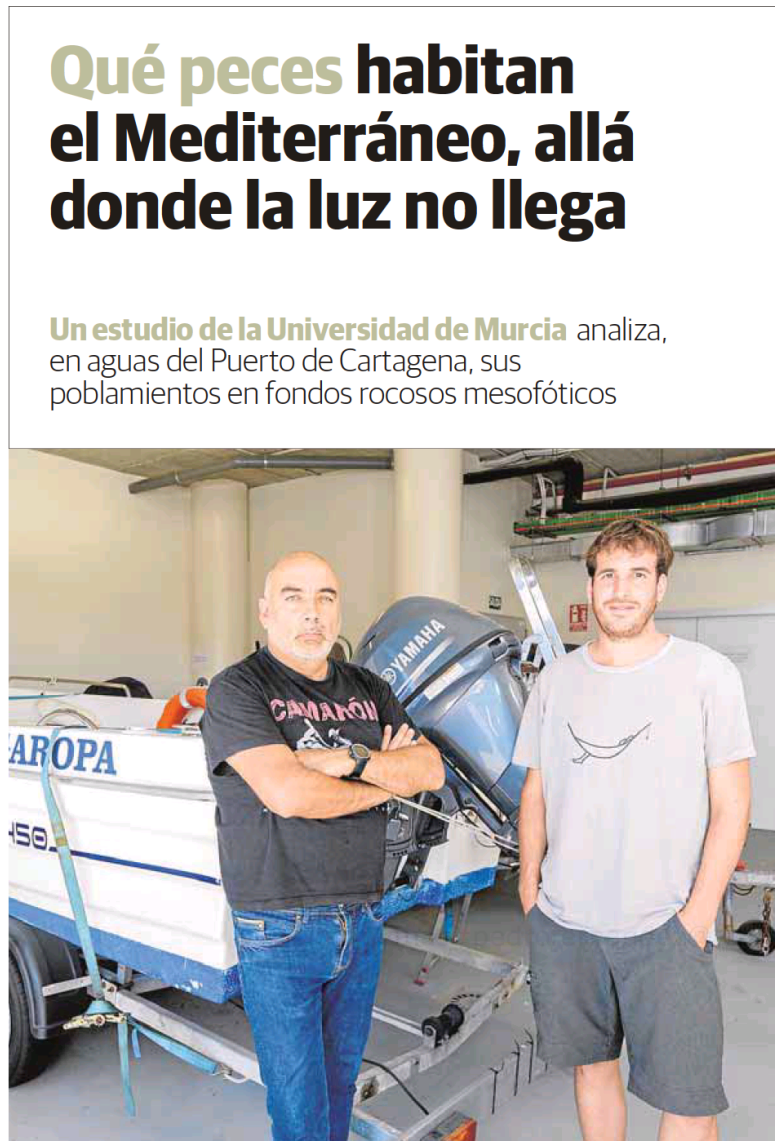 Qué peces habitan
el Mediterráneo, allá
donde la luz no llega
Un estudio de la Universidad de Murcia analiza,
en aguas del Puerto de Cartagena, sus
poblamientos en fondos rocosos mesofóticos
YAMAHA
CAMARÓN
AROPA
450